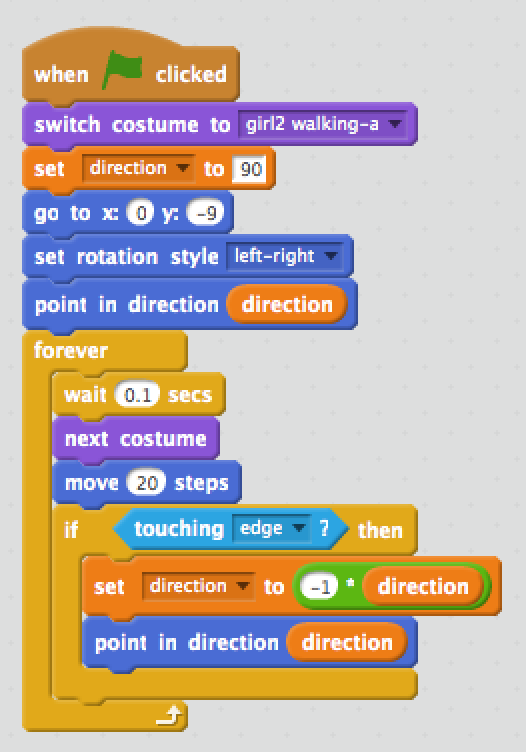 when clicked
switch costume to girl2 walking-a
set direction to 90
go to x: 0 y: -9
set rotation style left-right
point in direction direction
forever
wait 0.1 secs
next costume
move 20 steps
if touching edge ? then
set direction to -1 * direction
point in direction direction